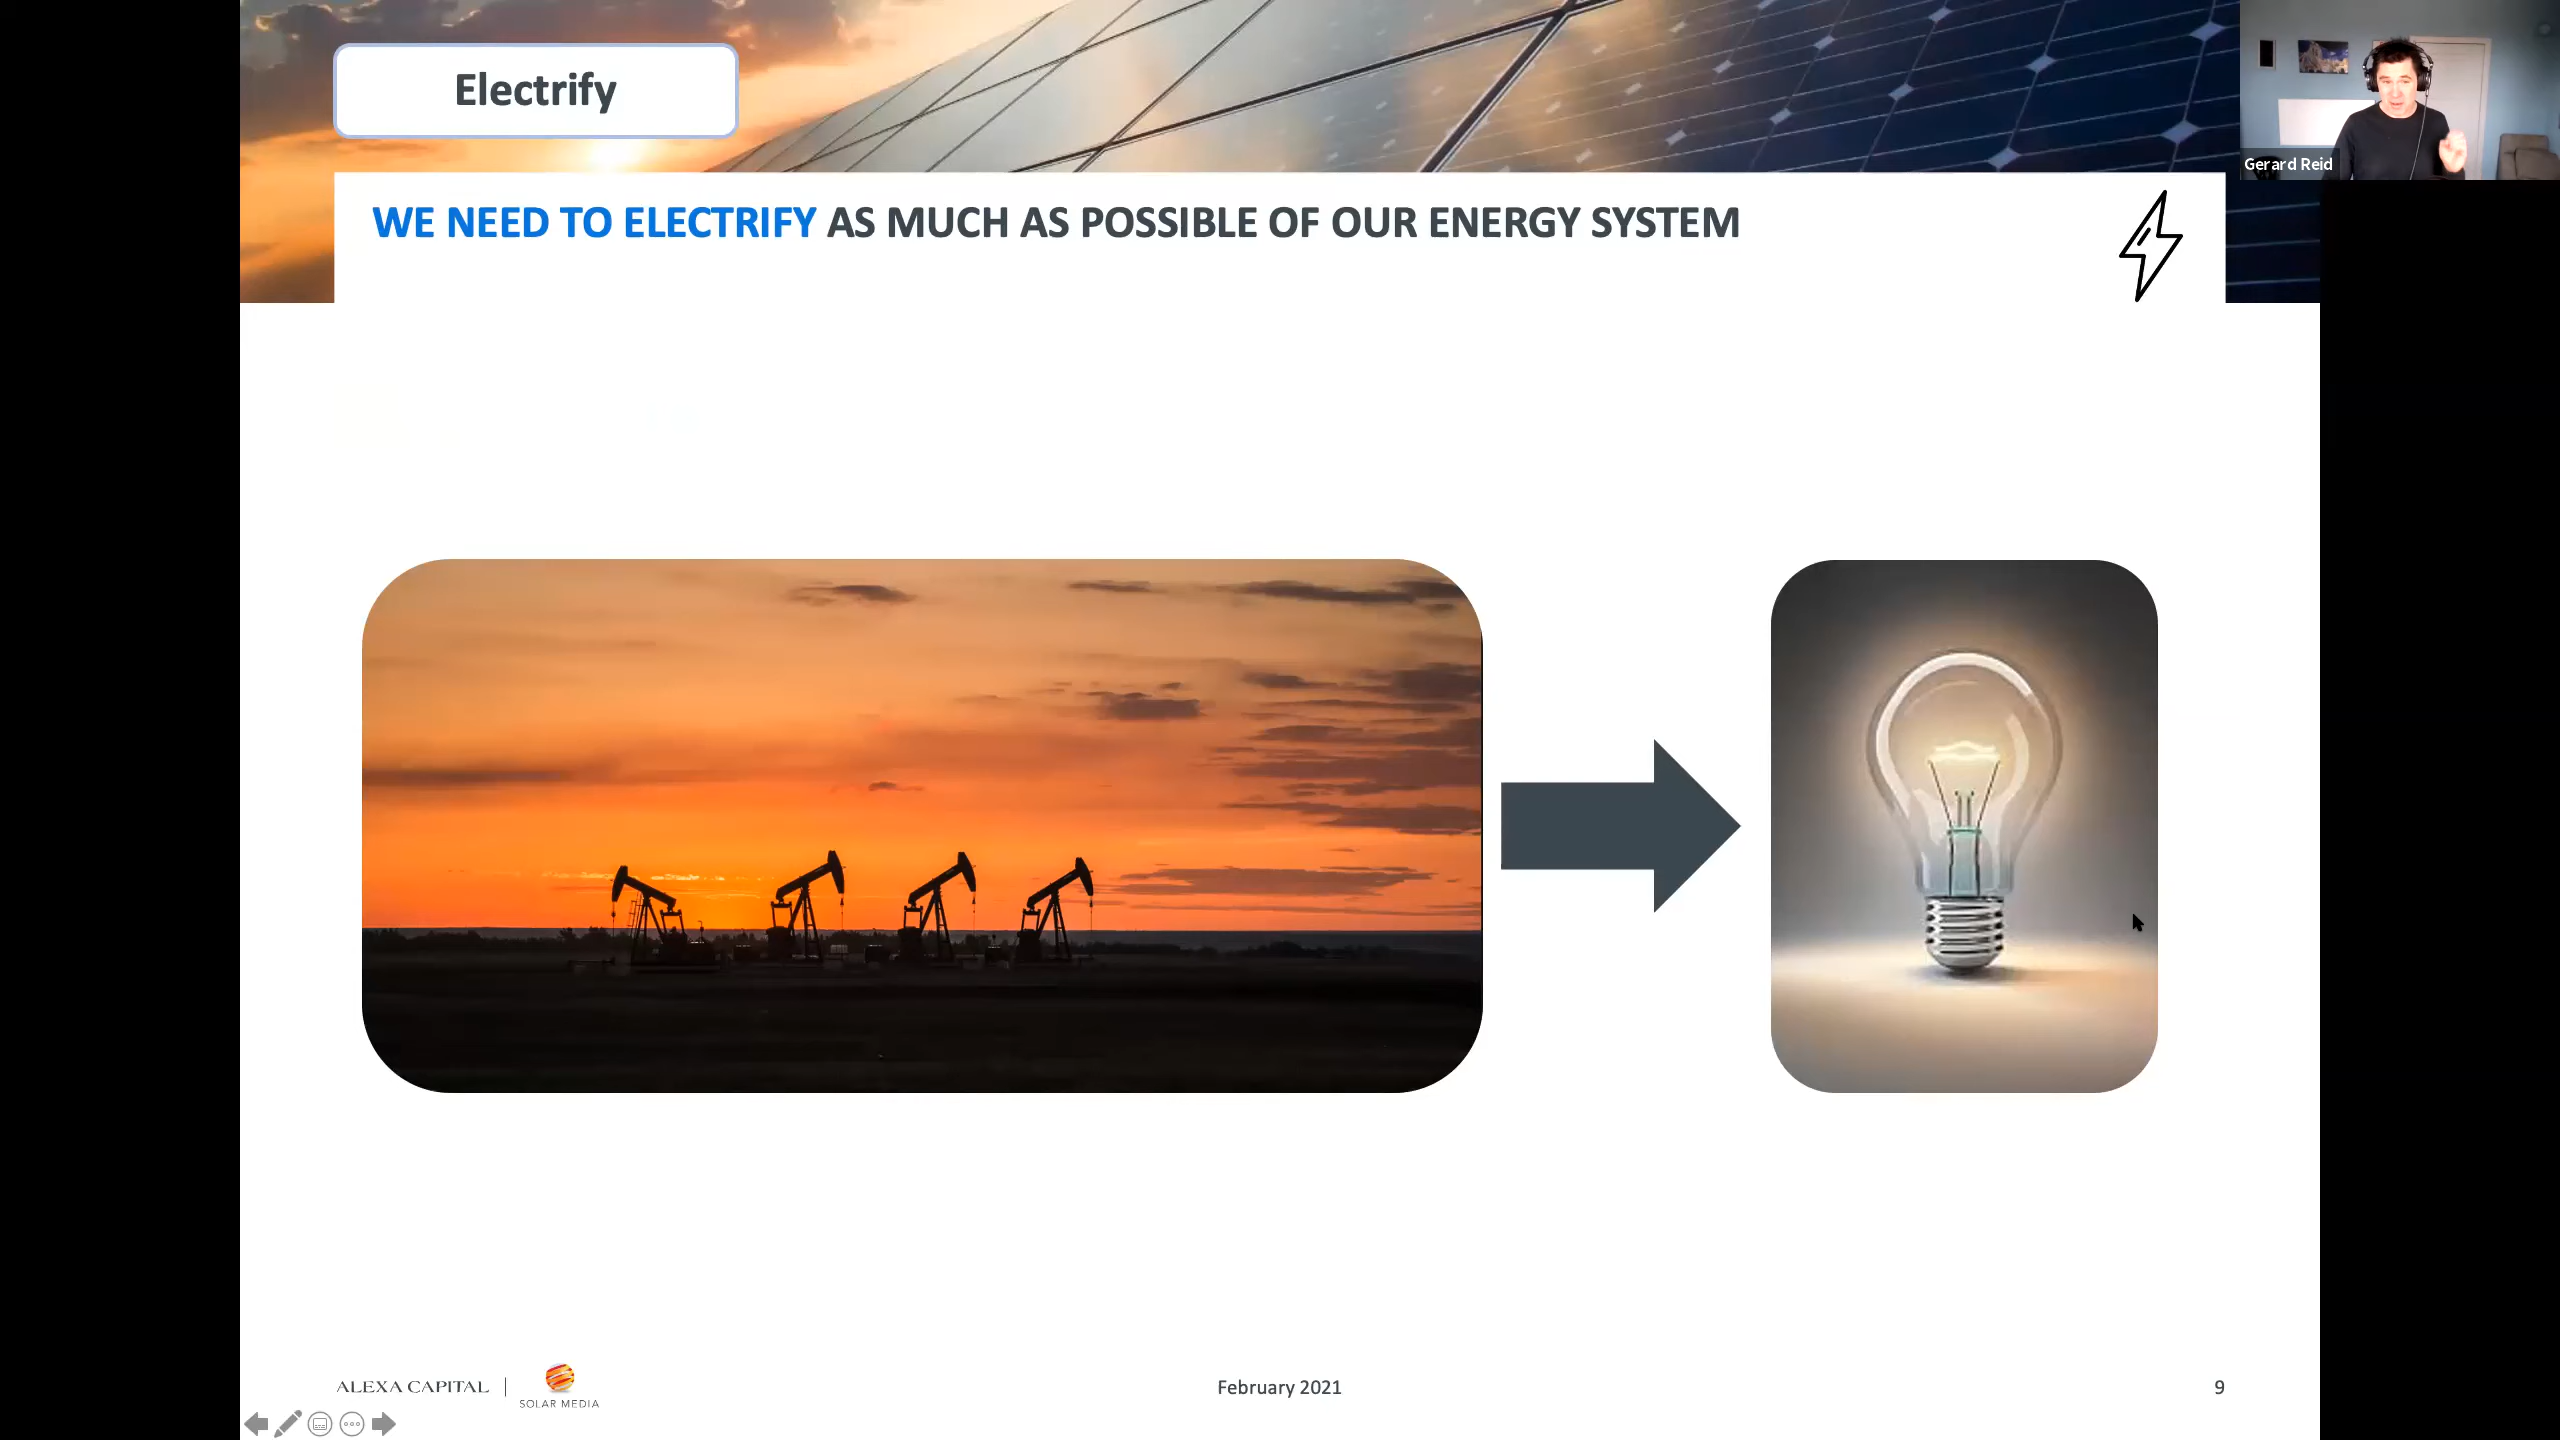 Electrify
Gerard Reid
WE NEED TO ELECTRIFY AS MUCH AS POSSIBLE OF OUR ENERGY SYSTEM
ALEXA CAPITAL
SOLAR MEDIA
February 2021
9